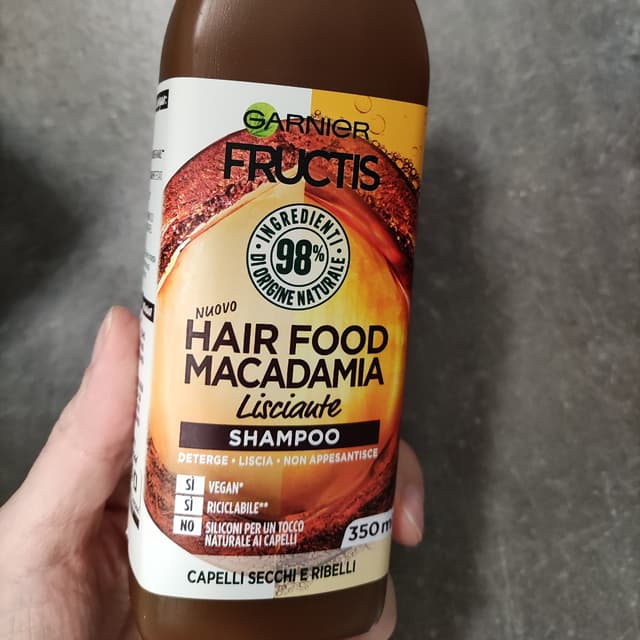 GARNIER
FRUCTIS
INGREDIENTI
98%
DI ORIGINE NATURALE
NUOVO
HAIR FOOD
MACADAMIA
Lisciante
SHAMPOO
DETERGE • LISCIA • NON APPESANTISCE
SÌ VEGAN*
SÌ RICICLABILE**
NO SILICONI PER UN TOCCO
NATURALE AI CAPELLI
350 m
CAPELLI SECCHI E RIBELLI